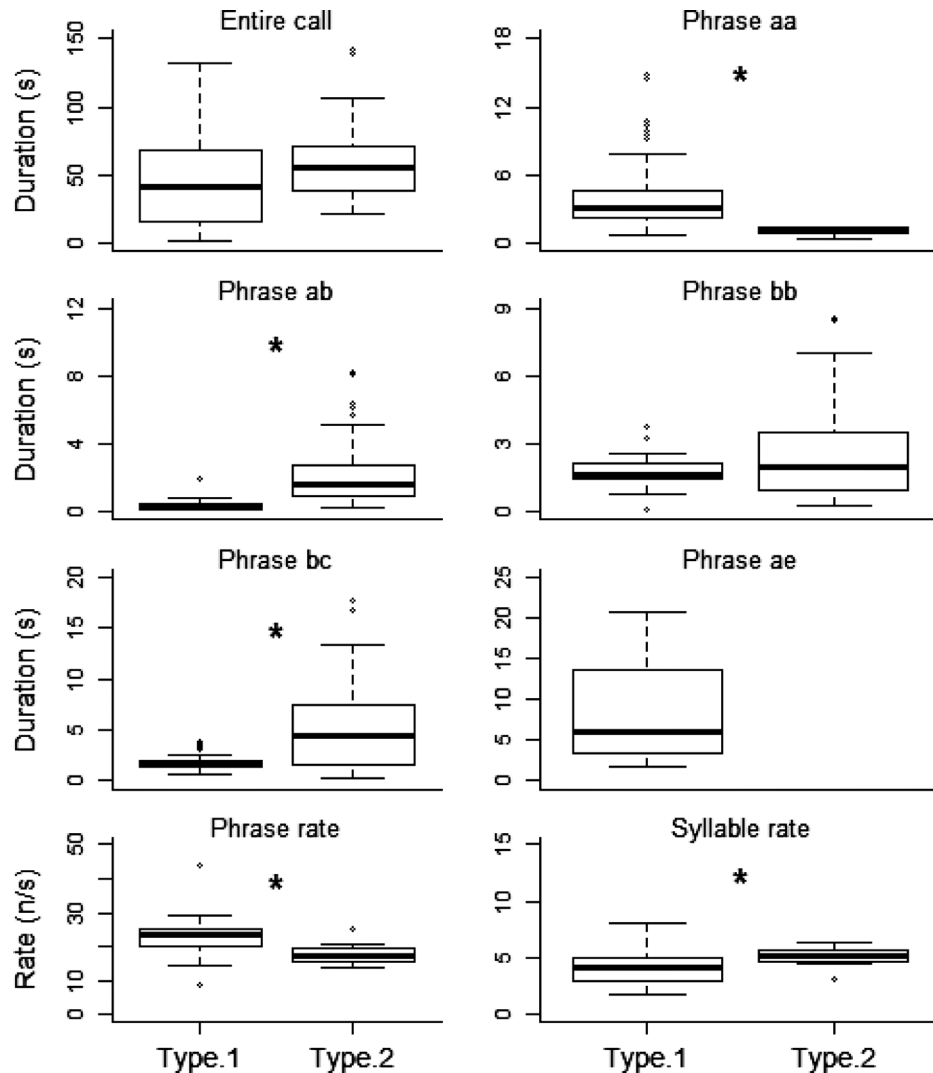 Entire call
Duration (s)
0 50 100 150
Phrase aa
0 6 12 18
*
Phrase ab
Duration (s)
0 4 8 12
*
Phrase bb
0 3 6 9
Phrase bc
Duration (s)
0 5 10 15 20
*
Phrase ae
0 5 10 15 20 25
Phrase rate
Rate (n/s)
0 10 30 50
*
Syllable rate
0 5 10 15
*
Type.1 Type.2
Type.1 Type.2